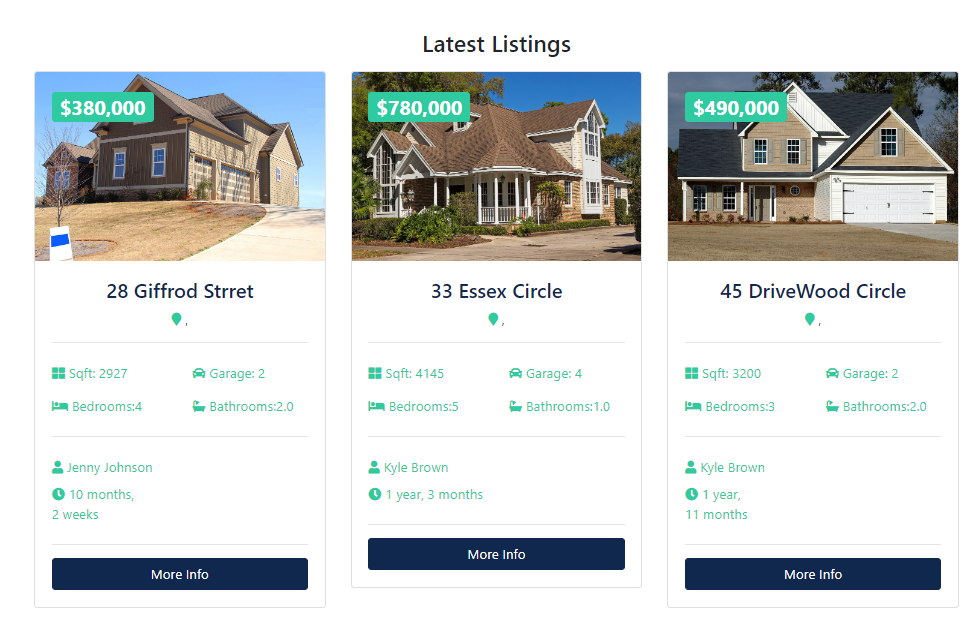 Latest Listings
$380,000
28 Giffrod Strret
,
Sqft: 2927 Garage: 2
Bedrooms:4 Bathrooms:2.0
Jenny Johnson
10 months,
2 weeks
More Info
$780,000
33 Essex Circle
,
Sqft: 4145 Garage: 4
Bedrooms:5 Bathrooms:1.0
Kyle Brown
1 year, 3 months
More Info
$490,000
45 DriveWood Circle
,
Sqft: 3200 Garage: 2
Bedrooms:3 Bathrooms:2.0
Kyle Brown
1 year,
11 months
More Info